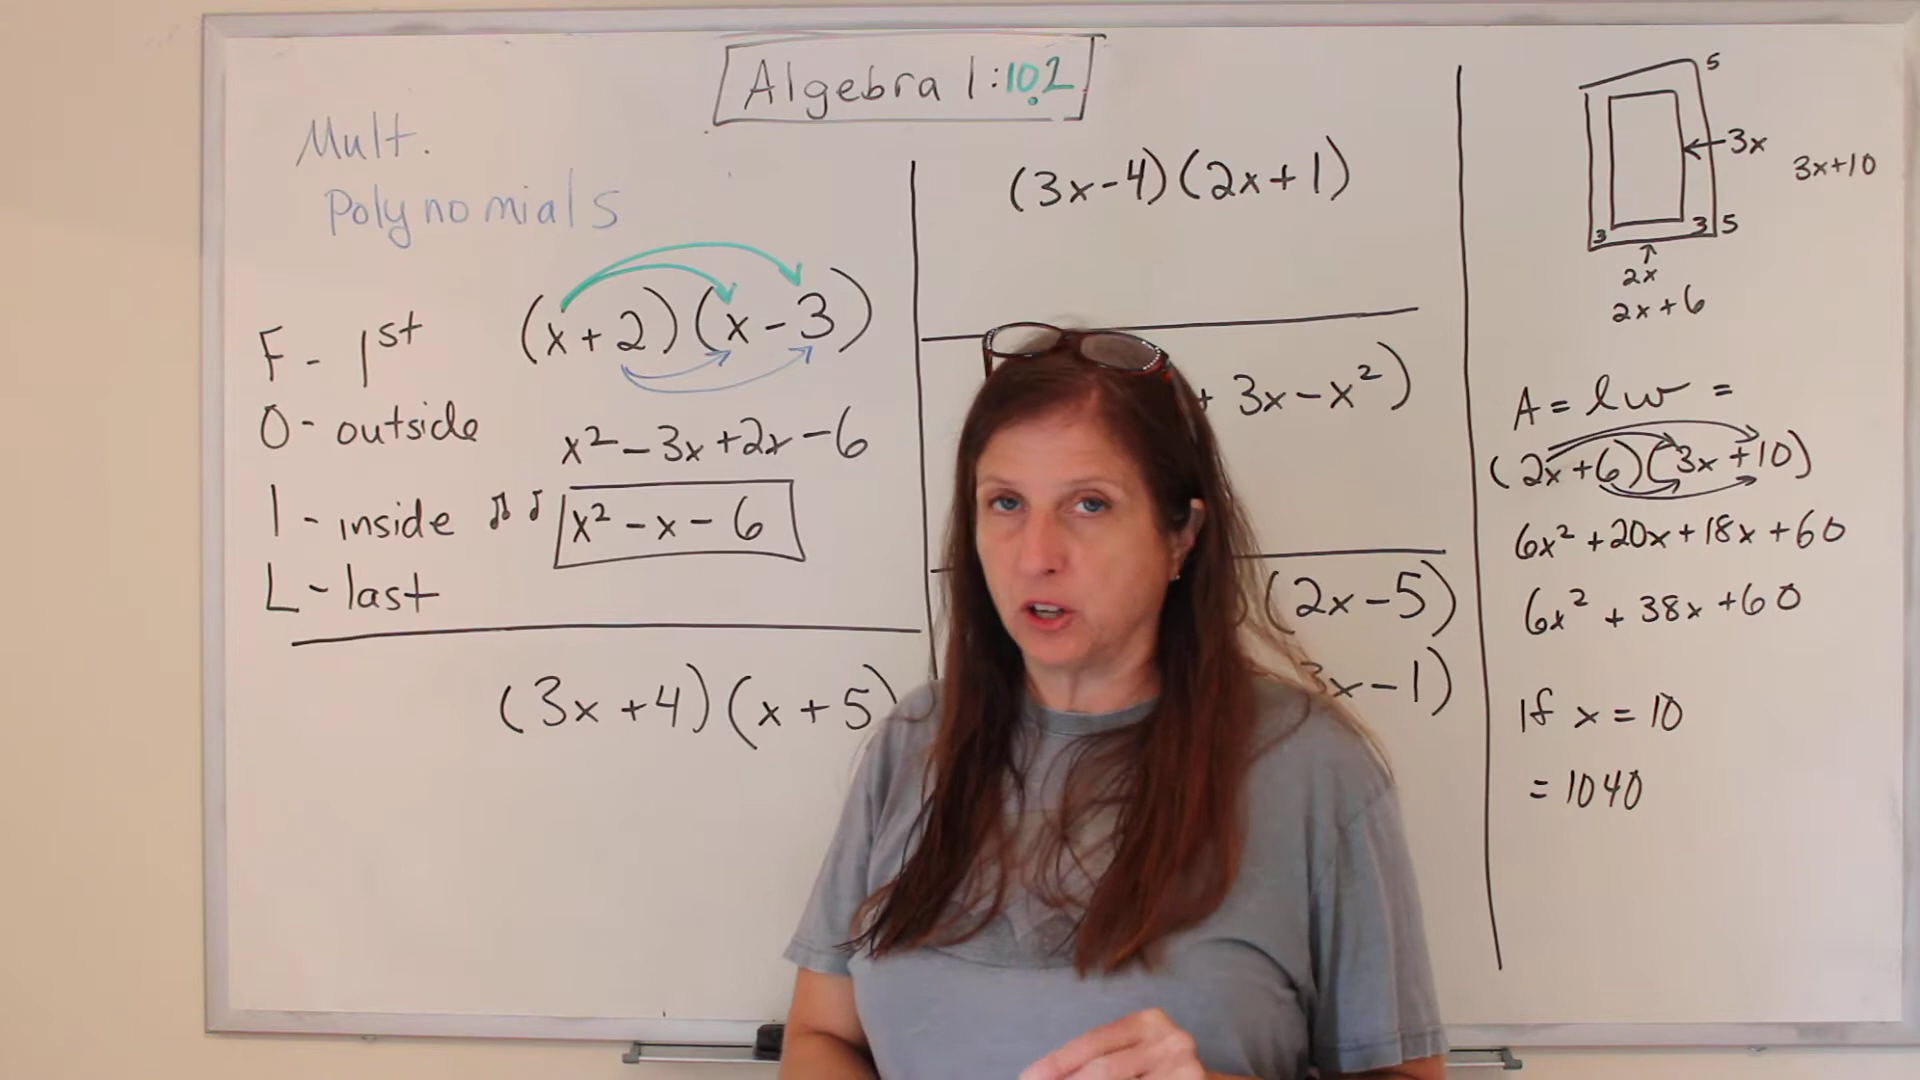 Algebra 1:10.2
Mult.
Polynomials
F - 1st
O - outside
I - inside
L - last
(x+2)(x-3)
x² - 3x + 2x - 6
x² - x - 6
(3x+4)(x+5)
(3x-4)(2x+1)
+ 3x - x²)
(2x-5)
3x-1)
5
3x
3x+10
3
3
5
2x
2x+6
A = lw =
(2x+6)(3x+10)
6x² + 20x + 18x + 60
6x² + 38x + 60
If x = 10
= 1040